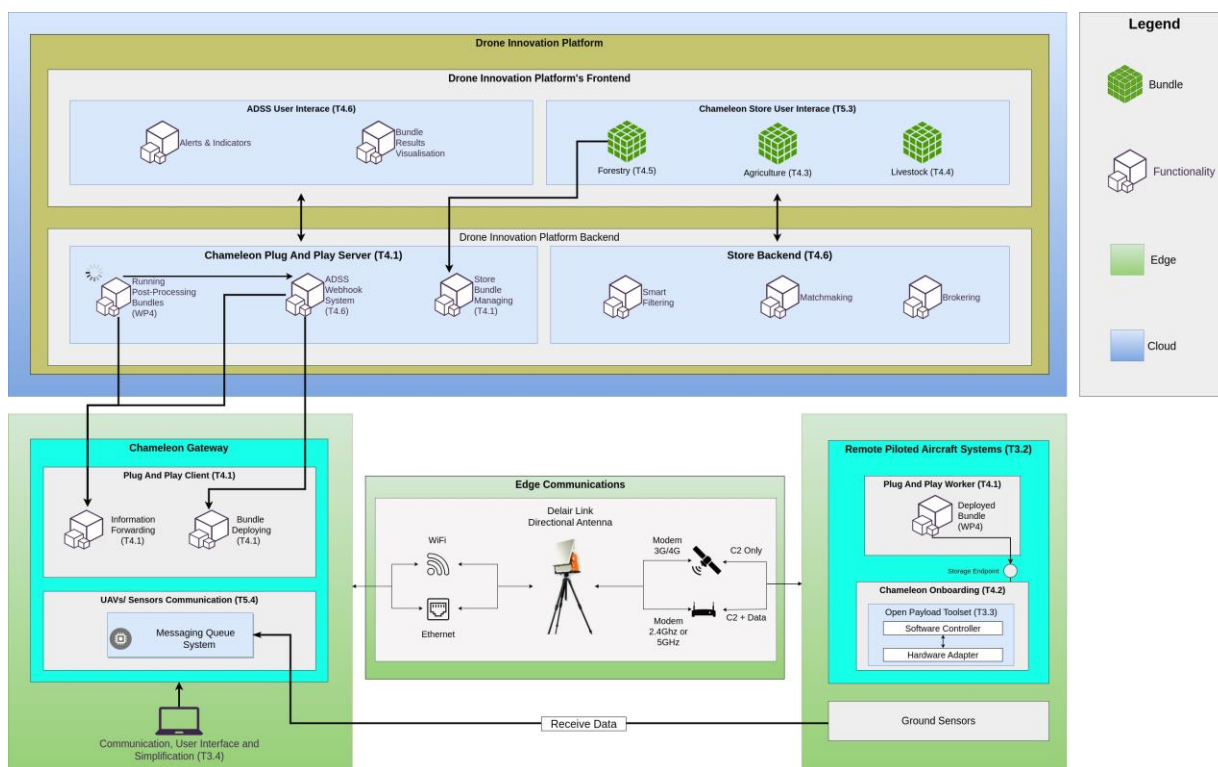 Drone Innovation Platform
Drone Innovation Platform's Frontend
ADSS User Interace (T4.6)
Alerts & Indicators
Bundle
Results
Visualisation
Chameleon Store User Interace (T5.3)
Forestry (T4.5)
Agriculture (T4.3)
Livestock (T4.4)
Drone Innovation Platform Backend
Chameleon Plug And Play Server (T4.1)
Running
Post-Processing
Bundles
(WP4)
ADSS
Webhook
System
(T4.6)
Store
Bundle
Managing
(T4.1)
Store Backend (T4.6)
Smart
Filtering
Matchmaking
Brokering
Legend
Bundle
Functionality
Edge
Cloud
Chameleon Gateway
Plug And Play Client (T4.1)
Information
Forwarding
(T4.1)
Bundle
Deploying
(T4.1)
UAVs/ Sensors Communication (T5.4)
Messaging Queue
System
Communication, User Interface and
Simplification (T3.4)
Edge Communications
Delair Link
Directional Antenna
WiFi
Ethernet
Modem
3G/4G
C2 Only
Modem
2.4Ghz or
5GHz
C2 + Data
Receive Data
Remote Piloted Aircraft Systems (T3.2)
Plug And Play Worker (T4.1)
Deployed
Bundle
(WP4)
Storage Endpoint
Chameleon Onboarding (T4.2)
Open Payload Toolset (T3.3)
Software Controller
Hardware Adapter
Ground Sensors